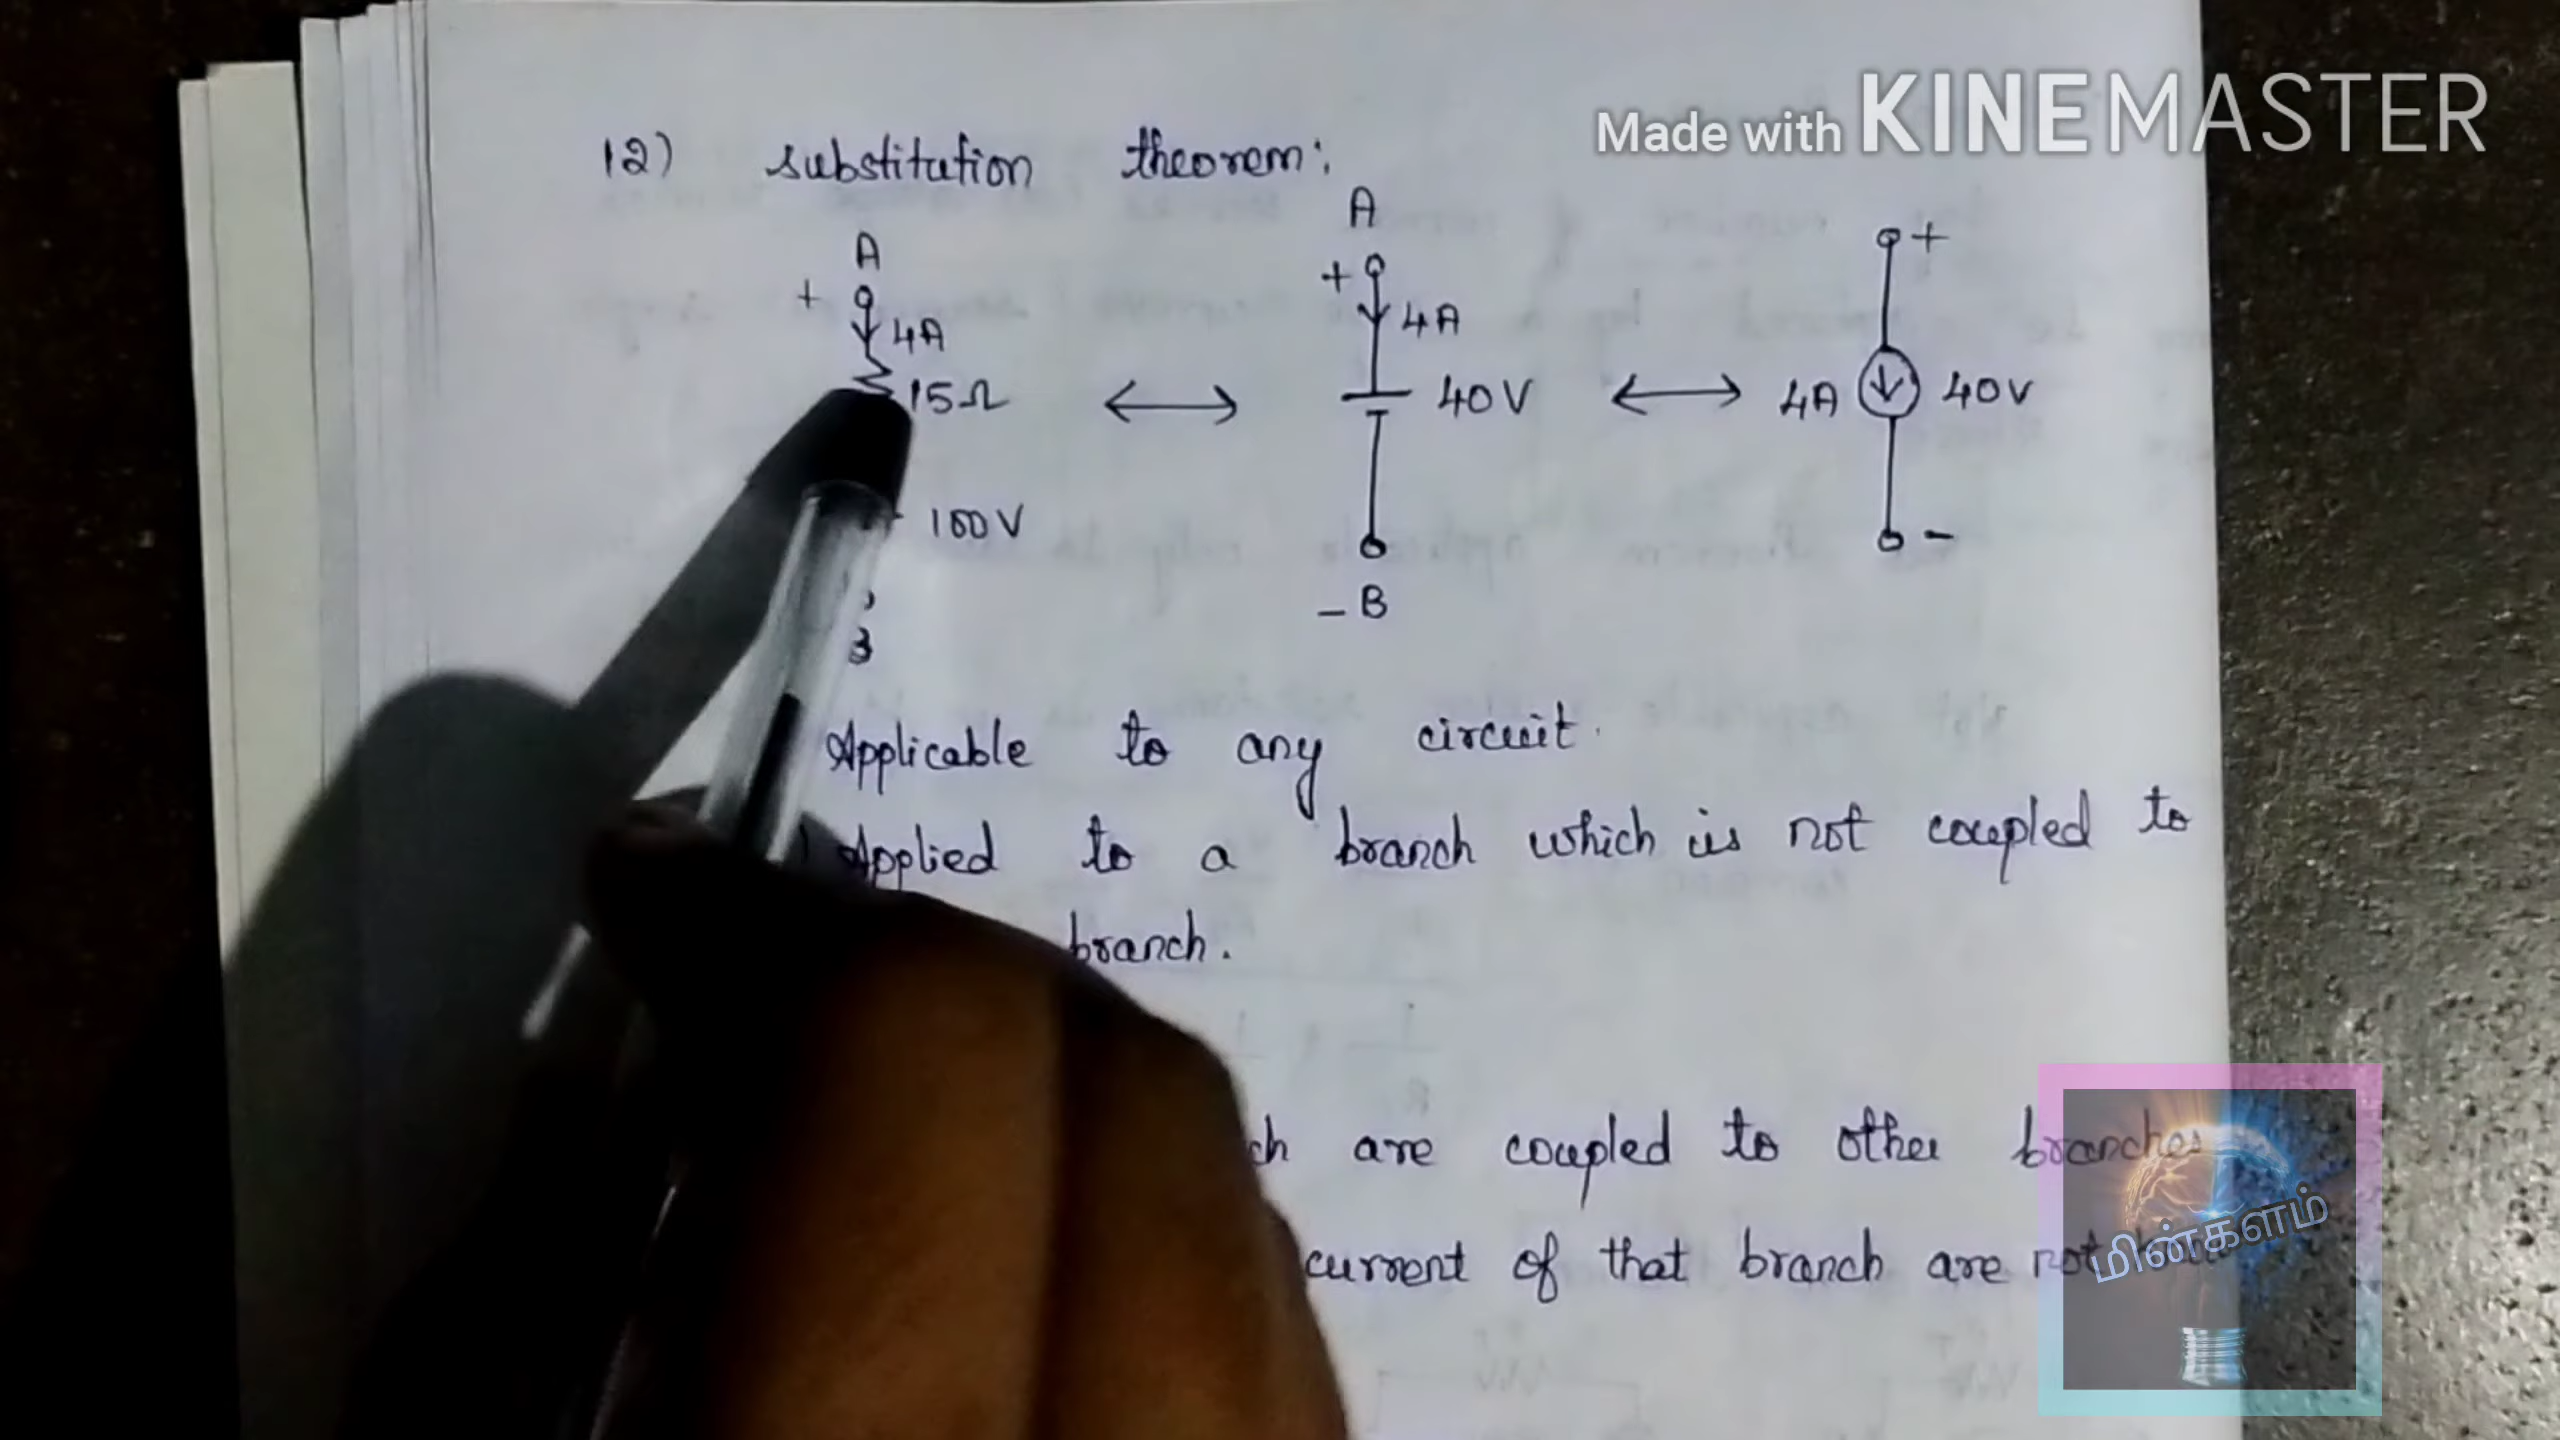 Made with KINEMASTER
12) substitution theorem:
A A
+ + +
4A 4A
15Ω 40V 4A 40V
100V
-
- B
Applicable to any circuit.
Applied to a branch which is not coupled to
branch.
are coupled to other branches
current of that branch are not
மின்களம்